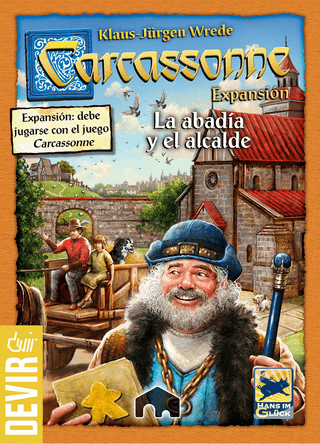 Klaus-Jürgen Wrede
Carcassonne
Expansión
Expansión: debe
jugarse con el juego
Carcassonne
La abadía
y el alcalde
DEVIR
devir
HANS IM
GLÜCK